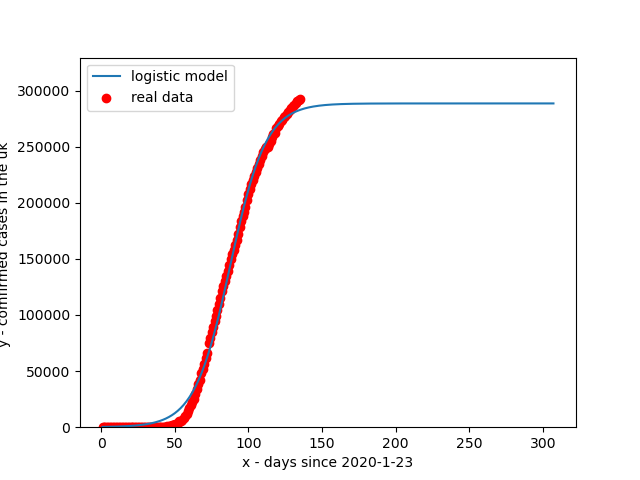 logistic model
real data
300000
250000
200000
150000
100000
50000
0
0 50 100 150 200 250 300
x - days since 2020-1-23
y - comfirmed cases in the uk